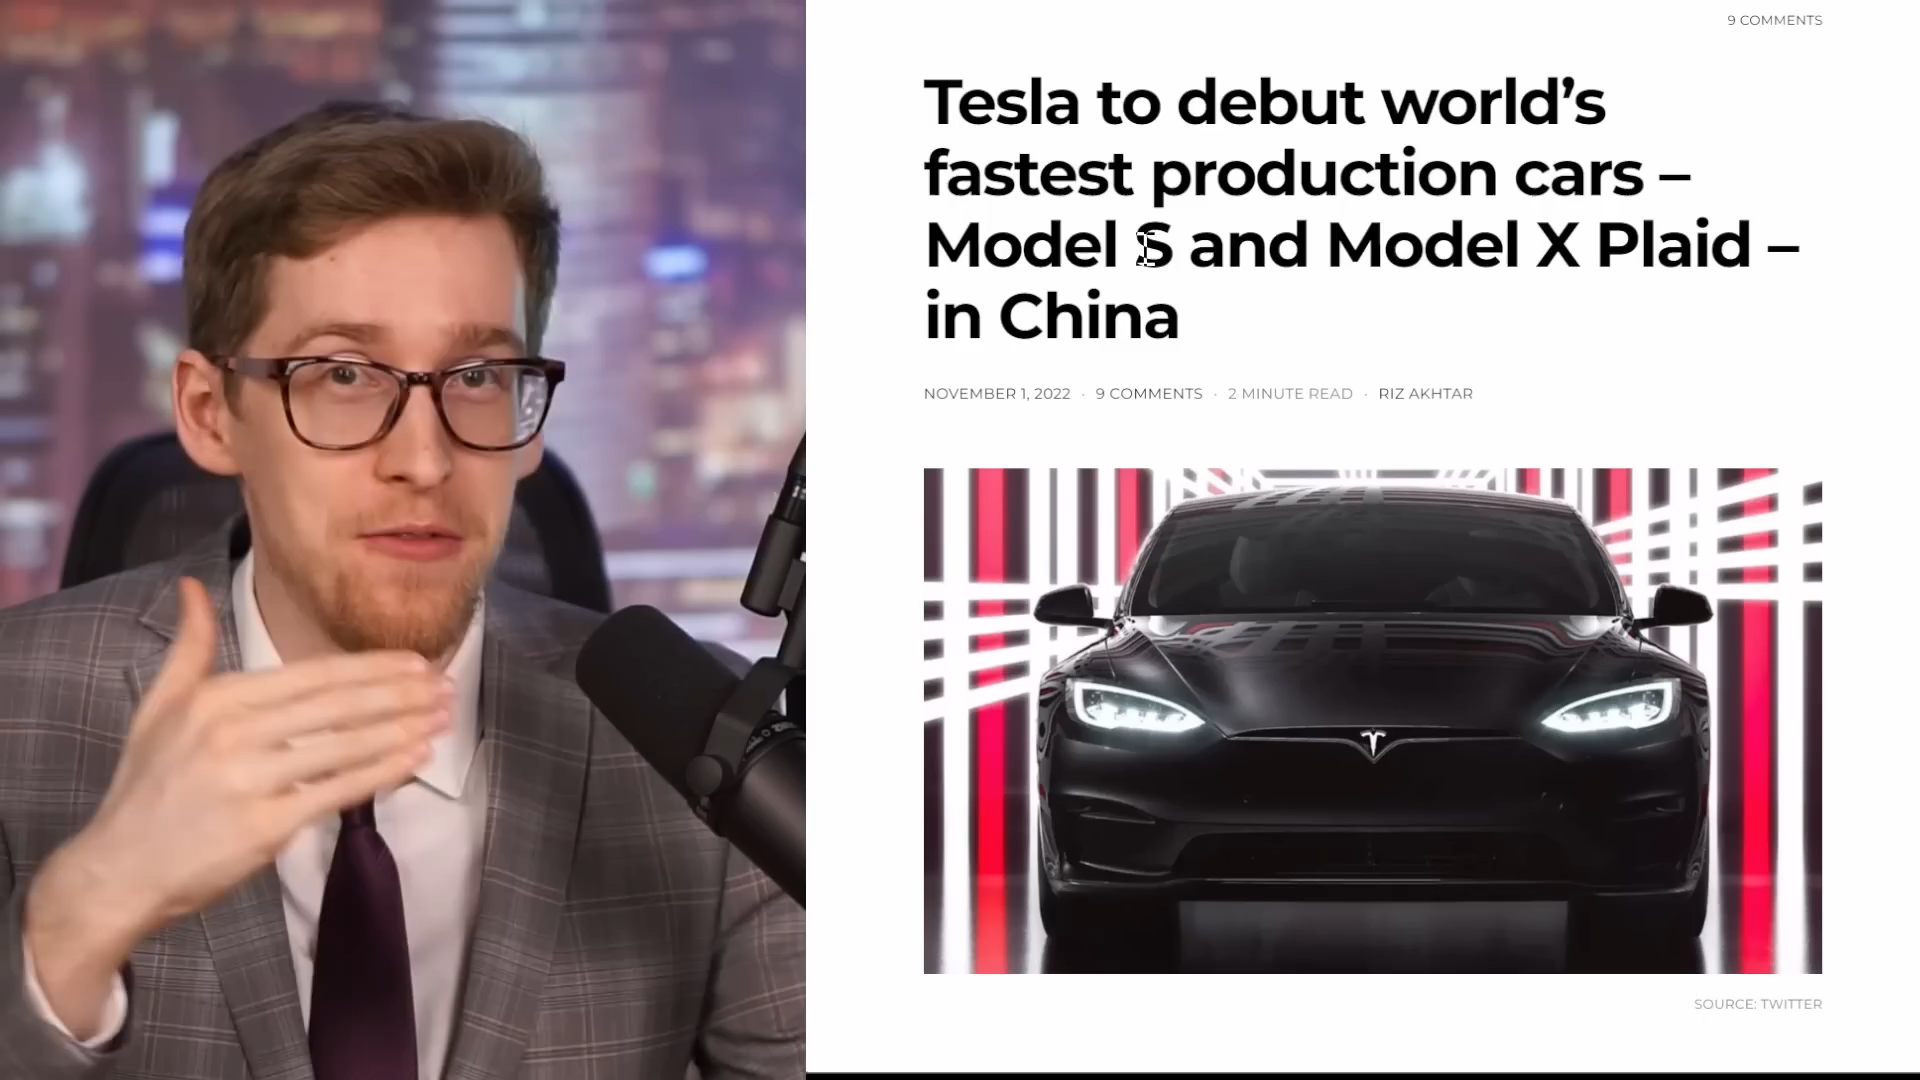 9 COMMENTS
Tesla to debut world’s
fastest production cars –
Model S and Model X Plaid –
in China
NOVEMBER 1, 2022 · 9 COMMENTS · 2 MINUTE READ · RIZ AKHTAR
SOURCE: TWITTER